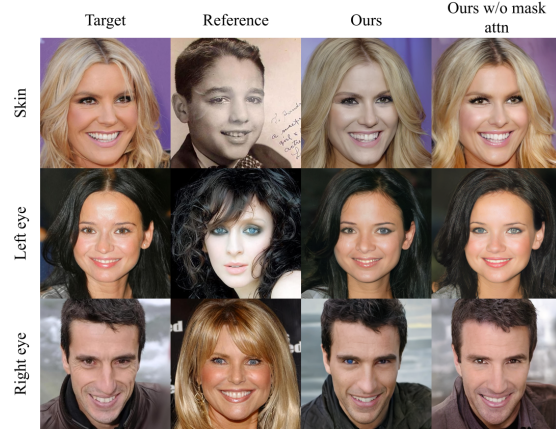 Target
Reference
Ours
Ours w/o mask
attn
Skin
Left eye
Right eye